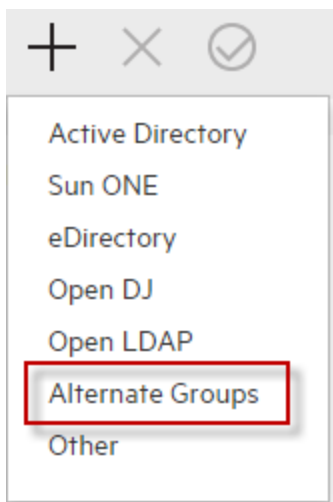 Active Directory
Sun ONE
eDirectory
Open DJ
Open LDAP
Alternate Groups
Other